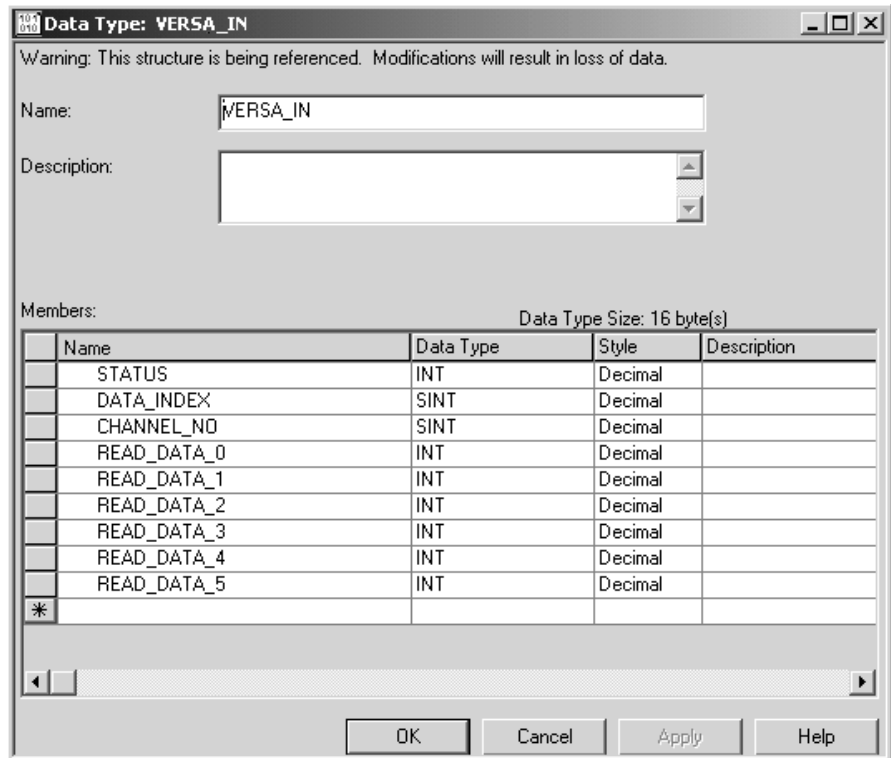 Data Type: VERSA_IN
Warning: This structure is being referenced. Modifications will result in loss of data.
Name: VERSA_IN
Description:
Members: Data Type Size: 16 byte(s)
Name Data Type Style Description
STATUS INT Decimal
DATA_INDEX SINT Decimal
CHANNEL_NO SINT Decimal
READ_DATA_0 INT Decimal
READ_DATA_1 INT Decimal
READ_DATA_2 INT Decimal
READ_DATA_3 INT Decimal
READ_DATA_4 INT Decimal
READ_DATA_5 INT Decimal
OK Cancel Apply Help